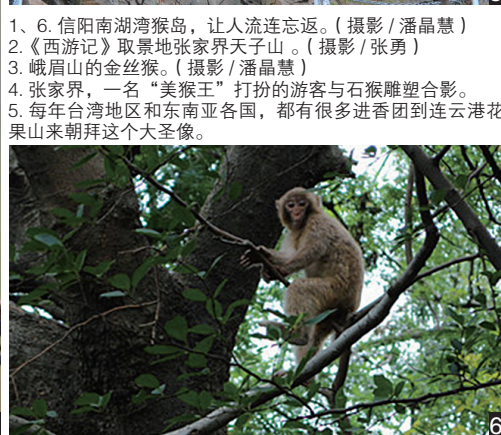 1、6. 信阳南湖湾猴岛，让人流连忘返。（摄影 / 潘晶慧）
2.《西游记》取景地张家界天子山 。（摄影 / 张勇）
3. 峨眉山的金丝猴。（摄影 / 潘晶慧）
4. 张家界，一名“美猴王”打扮的游客与石猴雕塑合影。
5. 每年台湾地区和东南亚各国，都有很多进香团到连云港花
果山来朝拜这个大圣像。
6